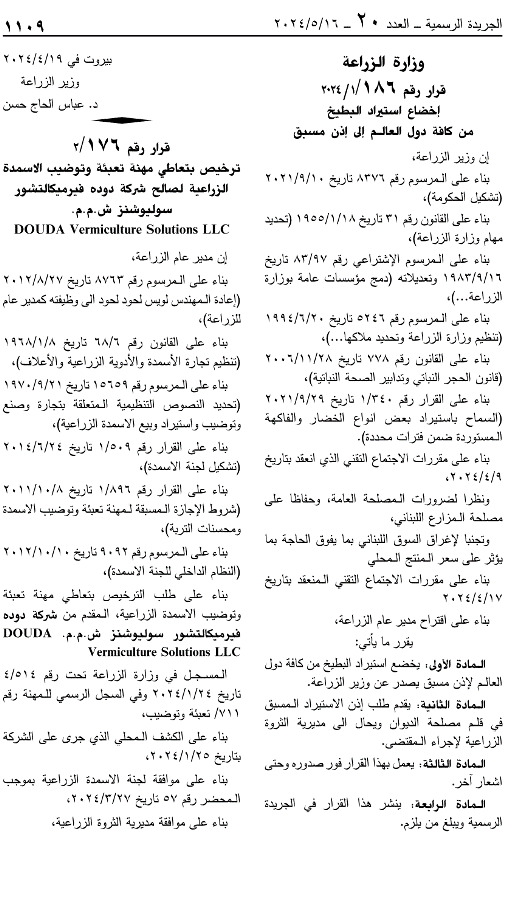 الجريدة الرسمية ــ العدد ٢٠ ــ ٢٠٢٤/٥/١٦
١١٠٩
وزارة الزراعة
قرار رقم ١/١٨٦/ ٢٠٢٤
إخضاع استيراد البطيخ
من كافة دول العالم إلى إذن مسبق
إن وزير الزراعة،
بناء على المرسوم رقم ٨٣٧٦ تاريخ ٢٠٢١/٩/١٠
(تشكيل الحكومة)،
بناء على القانون رقم ٣١ تاريخ ١٩٥٥/١/١٨ (تحديد
مهام وزارة الزراعة)،
بناء على المرسوم الإشتراعي رقم ٨٣/٩٧ تاريخ
١٩٨٣/٩/١٦ وتعديلاته (دمج مؤسسات عامة بوزارة
الزراعة...)،
بناء على المرسوم رقم ٥٢٤٦ تاريخ ١٩٩٤/٦/٢٠
(تنظيم وزارة الزراعة وتحديد ملاكها...)،
بناء على القانون رقم ٧٧٨ تاريخ ٢٠٠٦/١١/٢٨
(قانون الحجر النباتي وتدابير الصحة النباتية)،
بناء على القرار رقم ١/٣٤٠ تاريخ ٢٠٢١/٩/٢٩
(السماح باستيراد بعض انواع الخضار والفاكهة
المستوردة ضمن فترات محددة).
بناء على مقررات الاجتماع التقني الذي انعقد بتاريخ
٢٠٢٤/٤/٩،
ونظرا لضرورات المصلحة العامة، وحفاظا على
مصلحة المزارع اللبناني،
وتجنبا لإغراق السوق اللبناني بما يفوق الحاجة بما
يؤثر على سعر المنتج المحلي
بناء على مقررات الاجتماع التقني المنعقد بتاريخ
٢٠٢٤/٤/١٧
بناء على اقتراح مدير عام الزراعة،
يقرر ما يأتي:
المادة الأولى: يخضع استيراد البطيخ من كافة دول
العالم لإذن مسبق يصدر عن وزير الزراعة.
المادة الثانية: يقدم طلب إذن الاستيراد المسبق
في قلم مصلحة الديوان ويحال الى مديرية الثروة
الزراعية لإجراء المقتضى.
المادة الثالثة: يعمل بهذا القرار فور صدوره وحتى
اشعار آخر.
المادة الرابعة: ينشر هذا القرار في الجريدة
الرسمية ويبلغ من يلزم.
بيروت في ٢٠٢٤/٤/١٩
وزير الزراعة
د. عباس الحاج حسن
قرار رقم ٢/١٧٦
ترخيص بتعاطي مهنة تعبئة وتوضيب الاسمدة
الزراعية لصالح شركة دوده فيرميكالتشور
سوليوشنز ش.م.م.
DOUDA Vermiculture Solutions LLC
إن مدير عام الزراعة،
بناء على المرسوم رقم ٨٧٦٣ تاريخ ٢٠١٢/٨/٢٧
(إعادة المهندس لويس لحود لحود الى وظيفته كمدير عام
للزراعة)،
بناء على القانون رقم ٦٨/٦ تاريخ ١٩٦٨/١/٨
(تنظيم تجارة الأسمدة والأدوية الزراعية والأعلاف)،
بناء على المرسوم رقم ١٥٦٥٩ تاريخ ١٩٧٠/٩/٢١
(تحديد النصوص التنظيمية المتعلقة بتجارة وصنع
وتوضيب واستيراد وبيع الاسمدة الزراعية)،
بناء على القرار رقم ١/٥٠٩ تاريخ ٢٠١٤/٦/٢٤
(تشكيل لجنة الاسمدة)،
بناء على القرار رقم ١/٨٩٦ تاريخ ٢٠١١/١٠/٨
(شروط الإجازة المسبقة لمهنة تعبئة وتوضيب الاسمدة
ومحسنات التربة)،
بناء على المرسوم رقم ٩٠٩٢ تاريخ ٢٠١٢/١٠/١٠
(النظام الداخلي للجنة الاسمدة)،
بناء على طلب الترخيص بتعاطي مهنة تعبئة
وتوضيب الاسمدة الزراعية، المقدم من شركة دوده
فيرميكالتشور سوليوشنز ش.م.م. DOUDA
Vermiculture Solutions LLC
المسجل في وزارة الزراعة تحت رقم ٤/٥١٤
تاريخ ٢٠٢٤/١/٢٤ وفي السجل الرسمي للمهنة رقم
٧١١/ تعبئة وتوضيب،
بناء على الكشف المحلي الذي جرى على الشركة
بتاريخ ٢٠٢٤/١/٢٥،
بناء على موافقة لجنة الاسمدة الزراعية بموجب
المحضر رقم ٥٧ تاريخ ٢٠٢٤/٣/٢٧،
بناء على موافقة مديرية الثروة الزراعية،